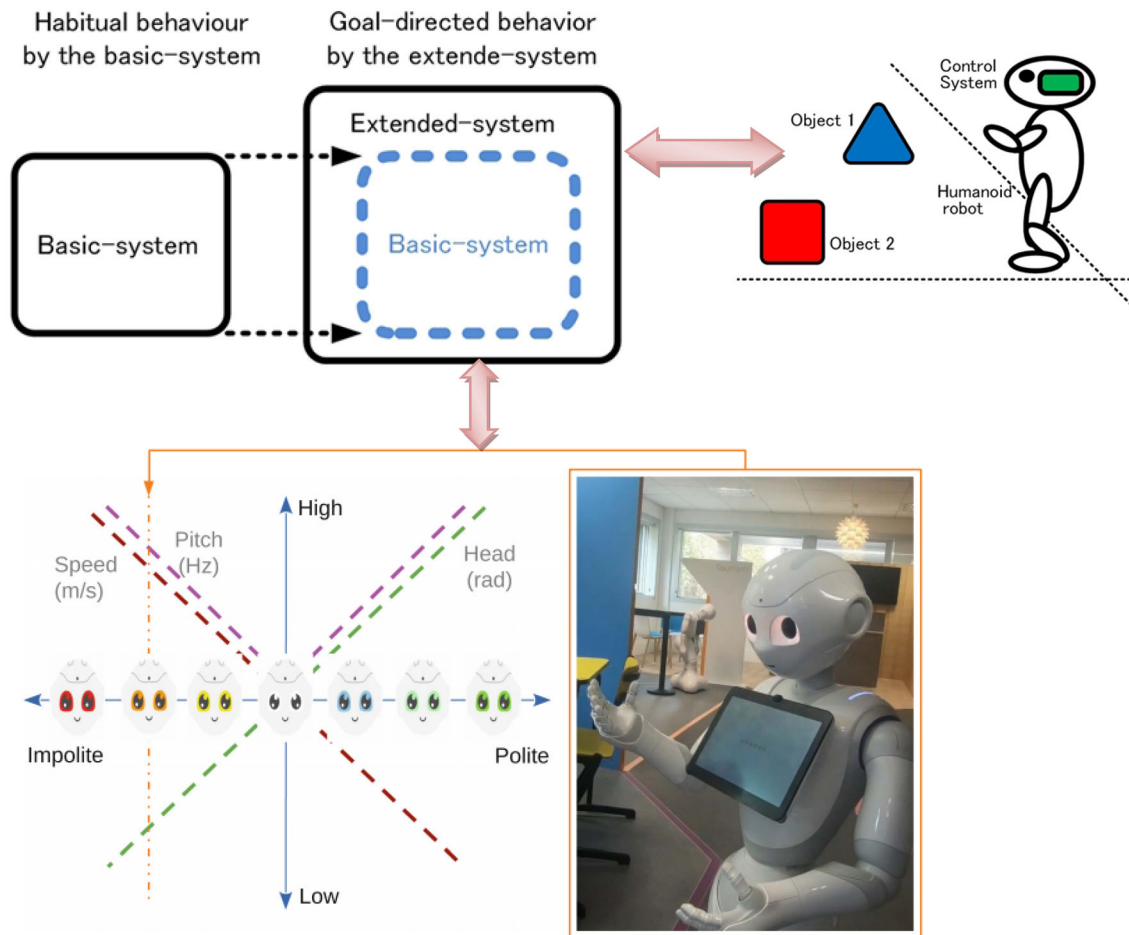 Habitual behaviour
by the basic-system
Goal-directed behavior
by the extende-system
Extended-system
Basic-system
Basic-system
Control
System
Object 1
Humanoid
robot
Object 2
High
Pitch
(Hz)
Speed
(m/s)
Head
(rad)
Impolite
Polite
Low